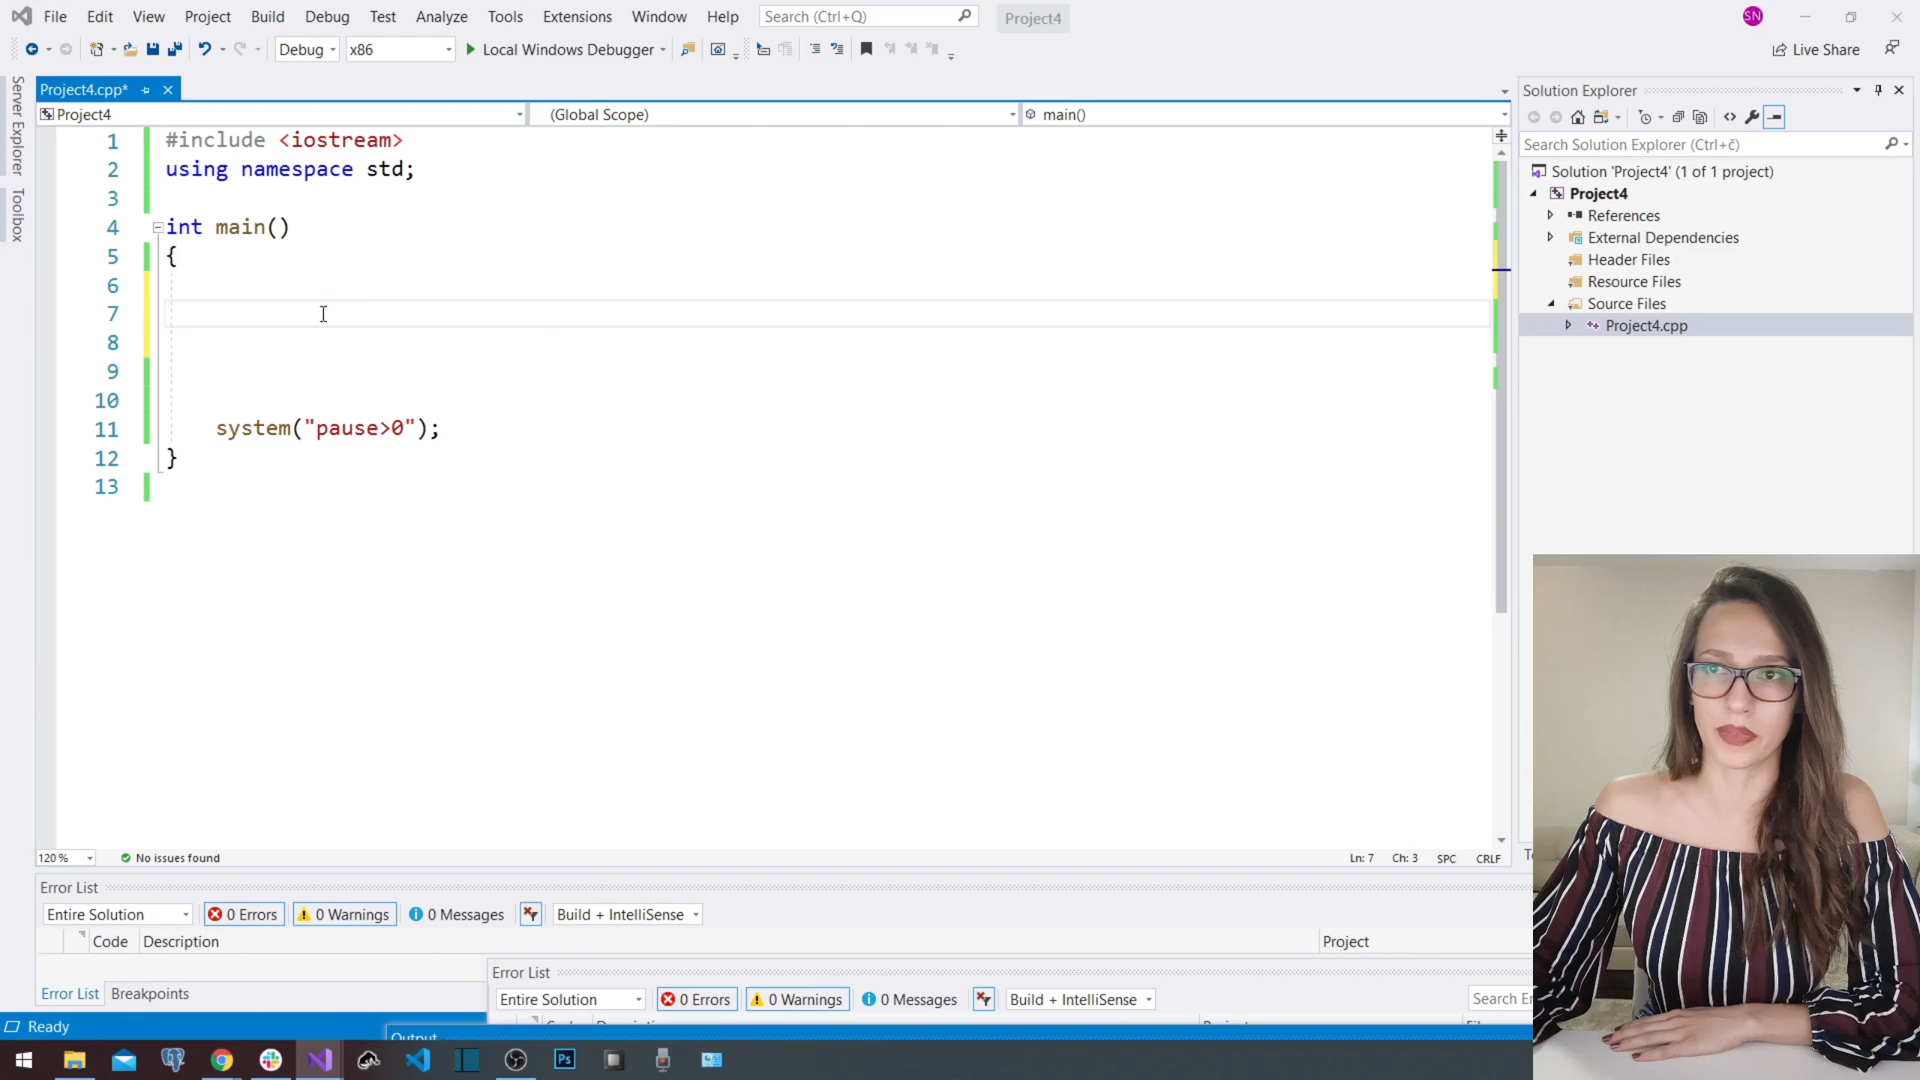 File Edit View Project Build Debug Test Analyze Tools Extensions Window Help Search (Ctrl+Q) Project4 SN
Debug x86 Local Windows Debugger Live Share
Server Explorer
Toolbox
Project4.cpp*
Project4 (Global Scope) main()
1 #include <iostream>
2 using namespace std;
3
4 int main()
5 {
6
7
8
9
10
11 system("pause>0");
12 }
13
120 % No issues found Ln: 7 Ch: 3 SPC CRLF
Solution Explorer
Search Solution Explorer (Ctrl+č)
Solution 'Project4' (1 of 1 project)
Project4
References
External Dependencies
Header Files
Resource Files
Source Files
Project4.cpp
Error List
Entire Solution 0 Errors 0 Warnings 0 Messages Build + IntelliSense
Code Description Project
Error List Breakpoints
Error List
Entire Solution 0 Errors 0 Warnings 0 Messages Build + IntelliSense Search
Ready
Output
Ps